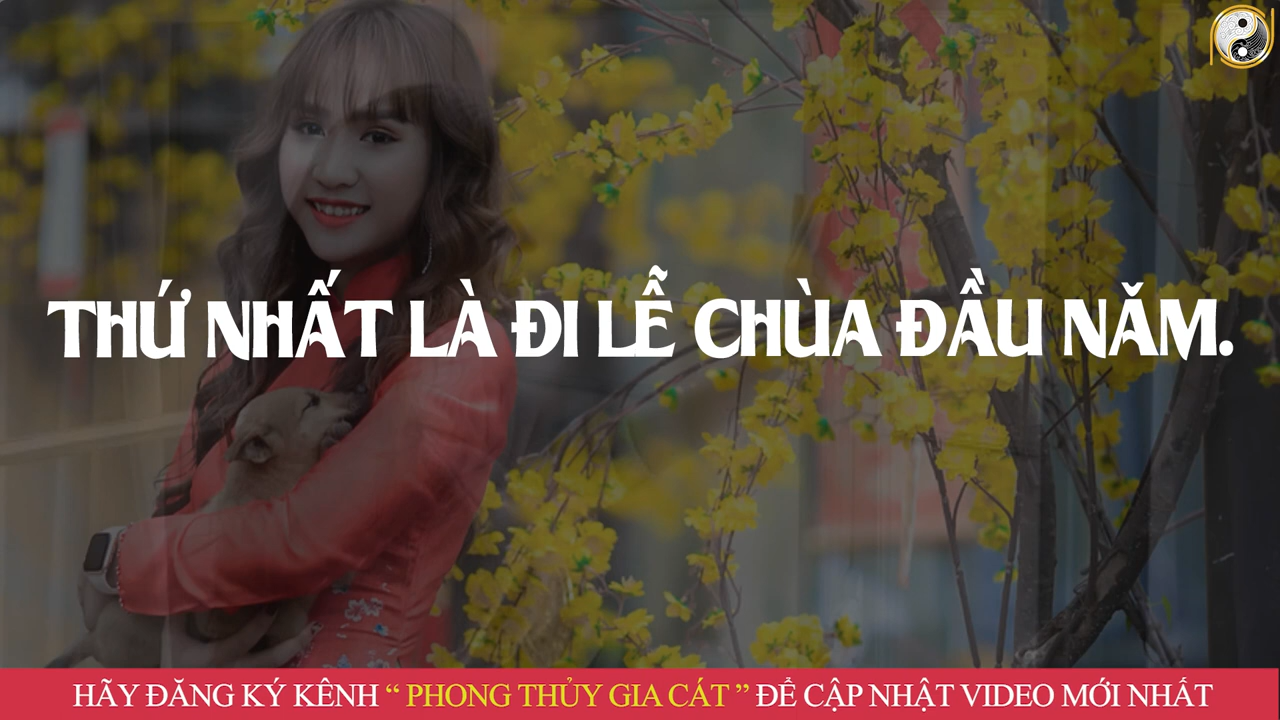 THỨ NHẤT LÀ ĐI LỄ CHÙA ĐẦU NĂM.
HÃY ĐĂNG KÝ KÊNH “ PHONG THỦY GIA CÁT ” ĐỂ CẬP NHẬT VIDEO MỚI NHẤT